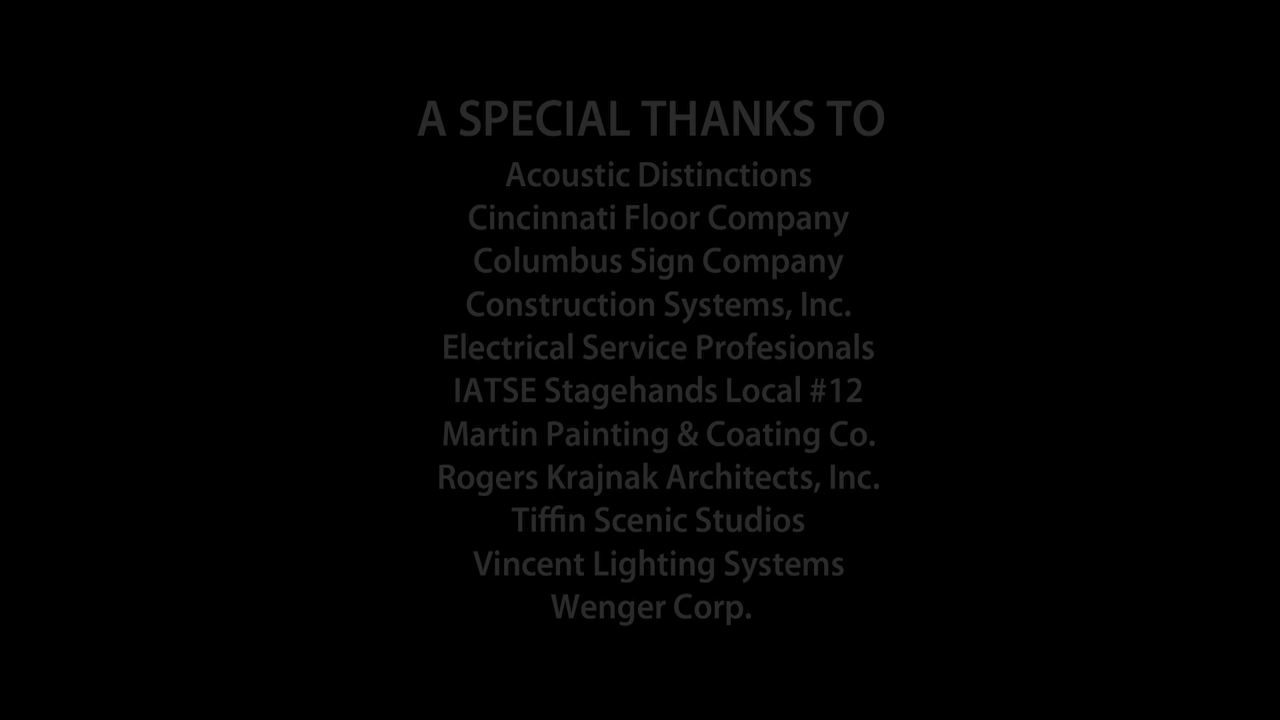 A SPECIAL THANKS TO
Acoustic Distinctions
Cincinnati Floor Company
Columbus Sign Company
Construction Systems, Inc.
Electrical Service Profesionals
IATSE Stagehands Local #12
Martin Painting & Coating Co.
Rogers Krajnak Architects, Inc.
Tiffin Scenic Studios
Vincent Lighting Systems
Wenger Corp.